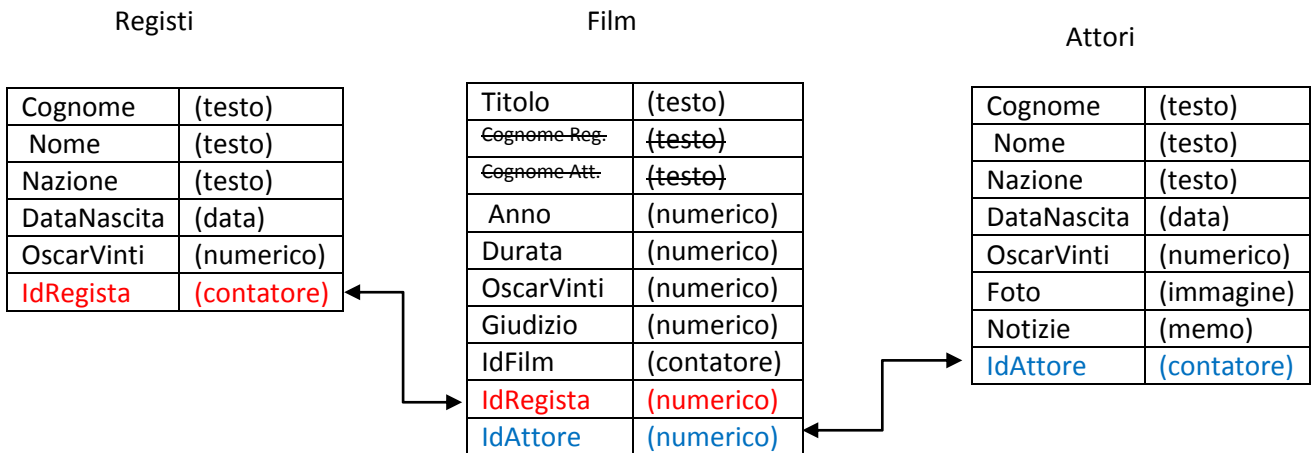 Registi
Cognome (testo)
Nome (testo)
Nazione (testo)
DataNascita (data)
OscarVinti (numerico)
IdRegista (contatore)
Film
Titolo (testo)
Cognome Reg. (testo)
Cognome Att. (testo)
Anno (numerico)
Durata (numerico)
OscarVinti (numerico)
Giudizio (numerico)
IdFilm (contatore)
IdRegista (numerico)
IdAttore (numerico)
Attori
Cognome (testo)
Nome (testo)
Nazione (testo)
DataNascita (data)
OscarVinti (numerico)
Foto (immagine)
Notizie (memo)
IdAttore (contatore)